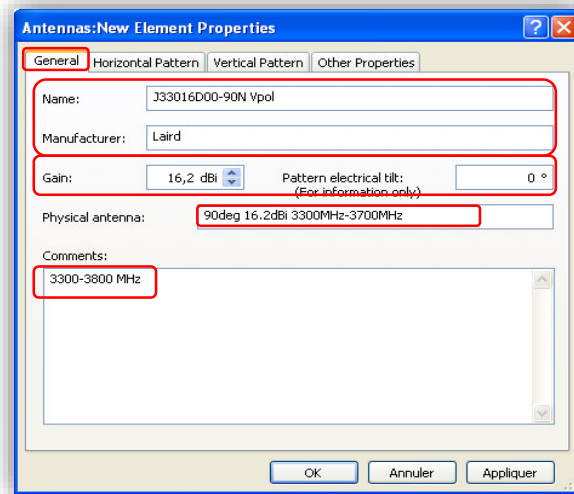 Antennas:New Element Properties
General Horizontal Pattern Vertical Pattern Other Properties
Name: J33016D00-90N Vpol
Manufacturer: Laird
Gain: 16,2 dBi Pattern electrical tilt: 0 °
(For information only)
Physical antenna: 90deg 16.2dBi 3300MHz-3700MHz
Comments:
3300-3800 MHz
OK Annuler Appliquer